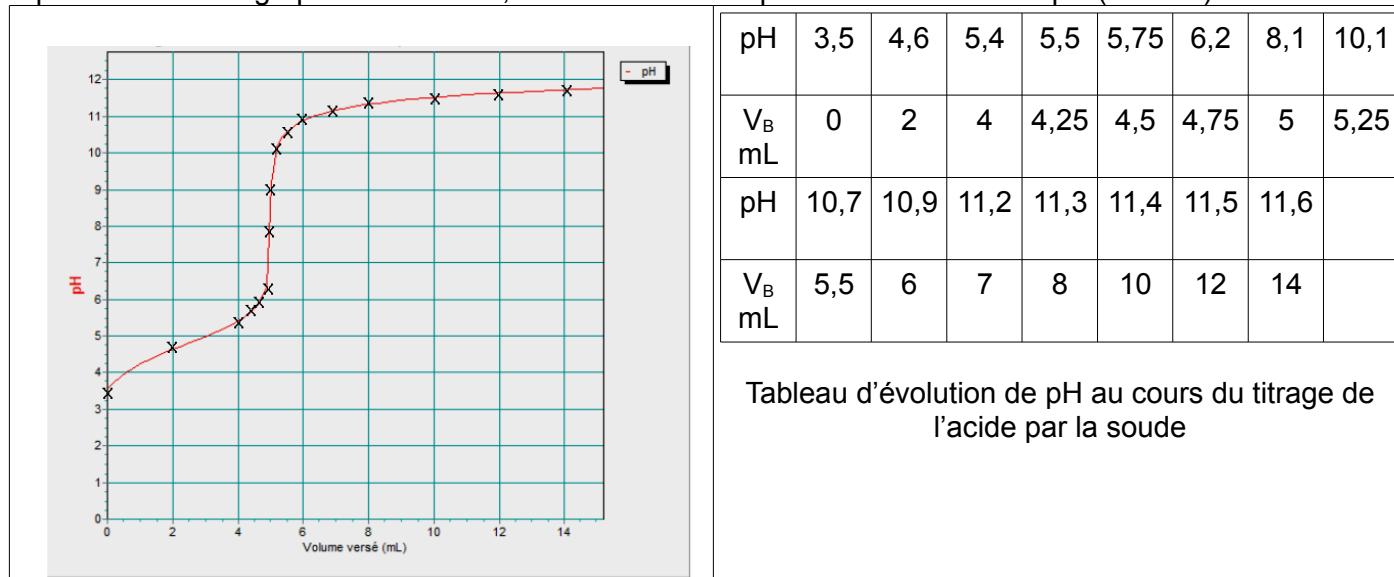 pH
12
11
10
9
8
7
6
5
4
3
2
1
0
pH
0 2 4 6 8 10 12 14
Volume versé (mL)
pH 3,5 4,6 5,4 5,5 5,75 6,2 8,1 10,1
VB mL 0 2 4 4,25 4,5 4,75 5 5,25
pH 10,7 10,9 11,2 11,3 11,4 11,5 11,6
VB mL 5,5 6 7 8 10 12 14
Tableau d’évolution de pH au cours du titrage de
l’acide par la soude